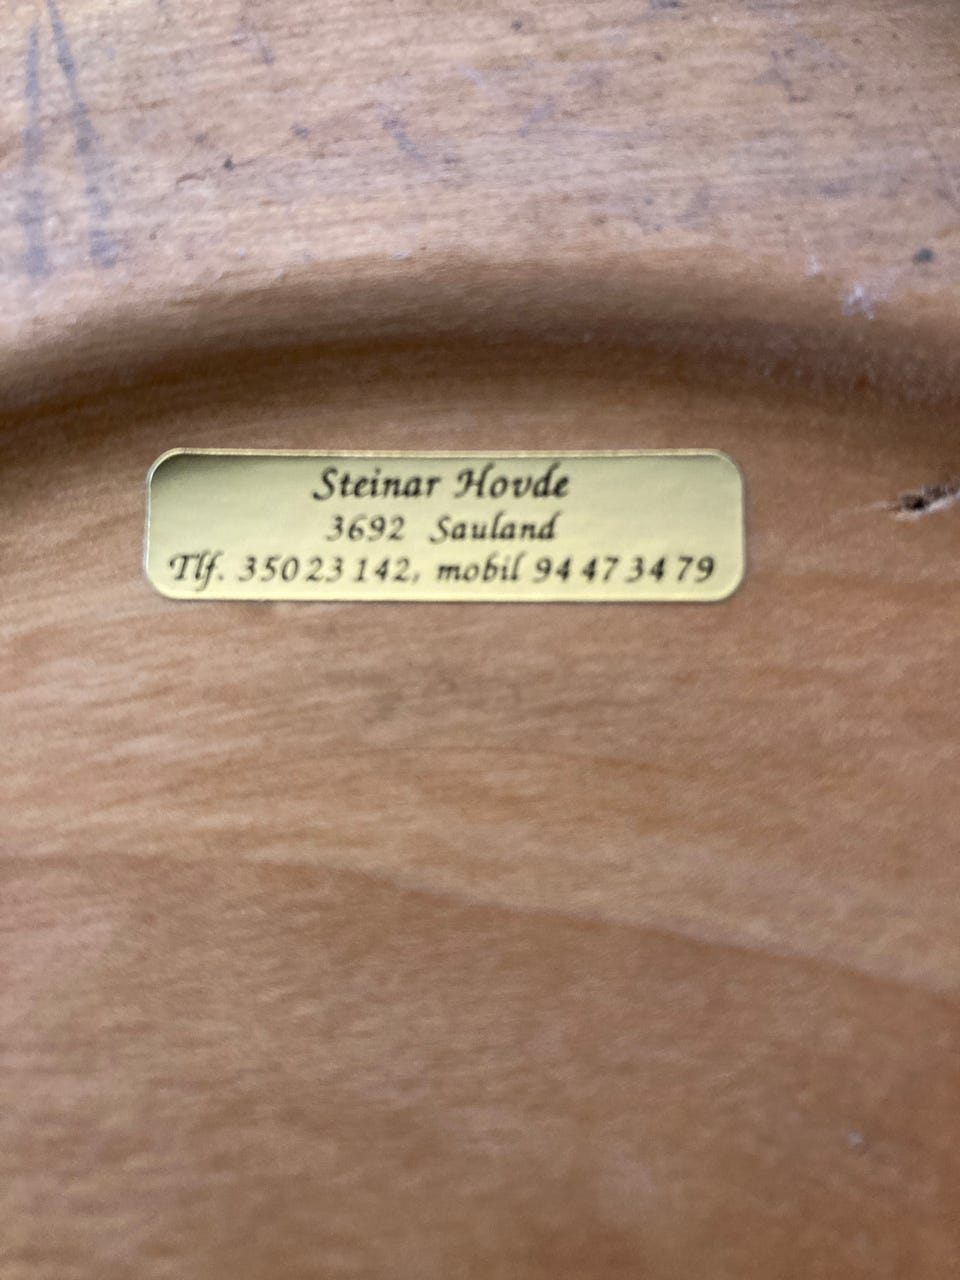 Steinar Hovde
3692 Sauland
Tlf. 350 23 142, mobil 94 47 34 79